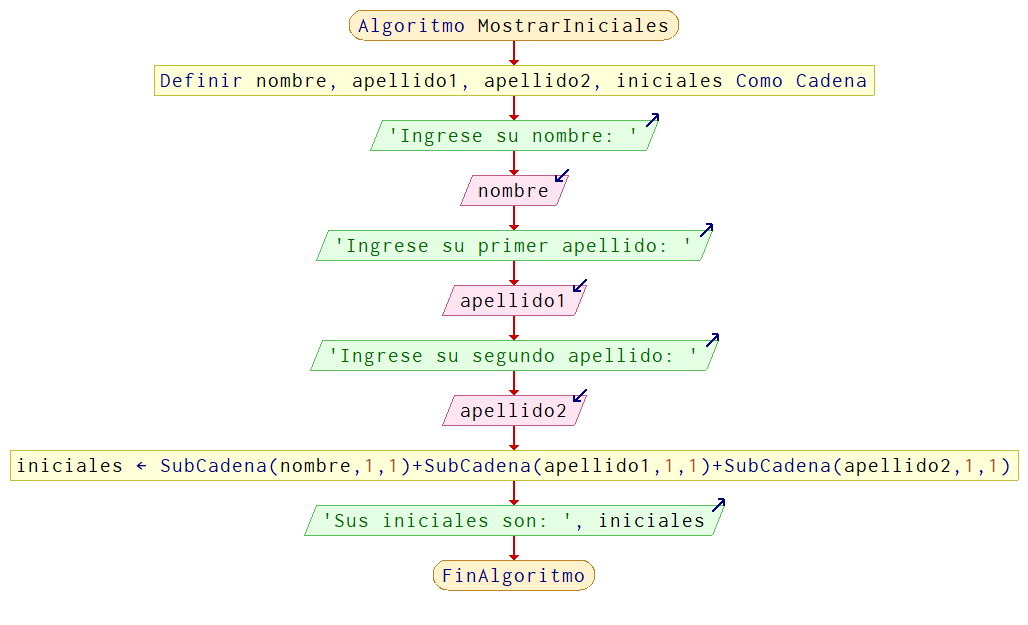 Algoritmo MostrarIniciales
Definir nombre, apellido1, apellido2, iniciales Como Cadena
'Ingrese su nombre: '
nombre
'Ingrese su primer apellido: '
apellido1
'Ingrese su segundo apellido: '
apellido2
iniciales ← SubCadena(nombre,1,1)+SubCadena(apellido1,1,1)+SubCadena(apellido2,1,1)
'Sus iniciales son: ', iniciales
FinAlgoritmo